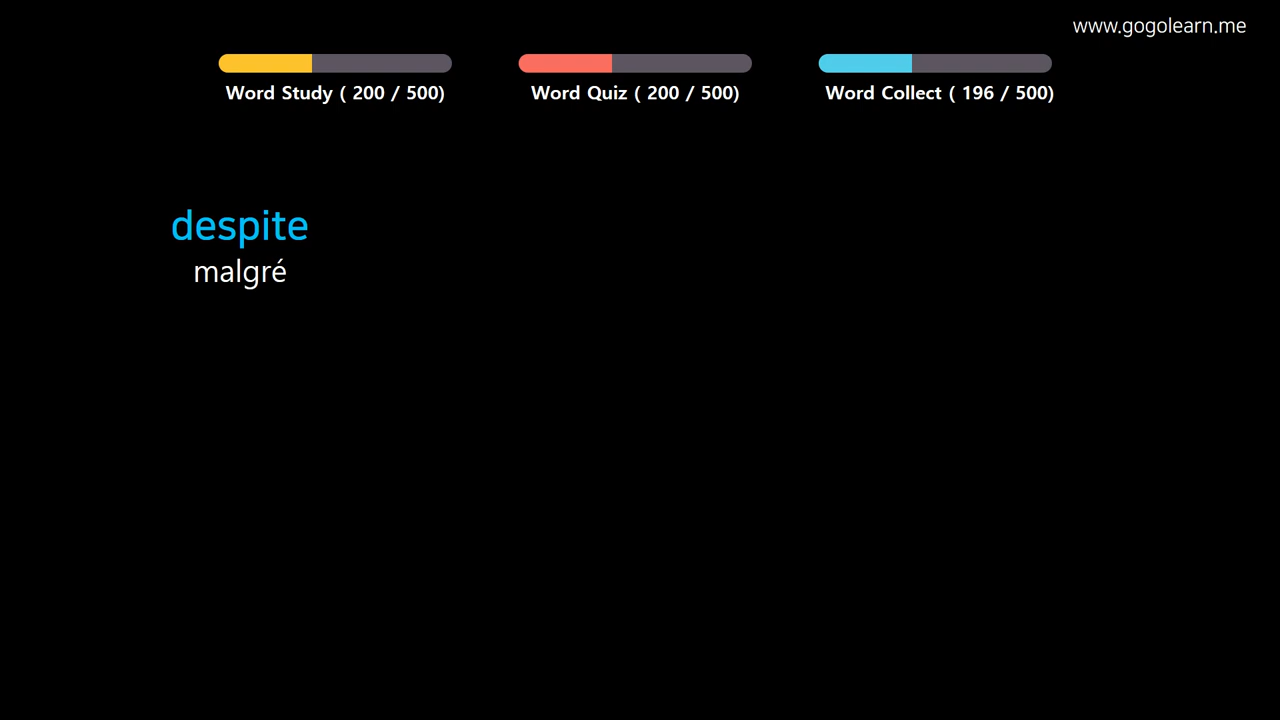 www.gogolearn.me
Word Study ( 200 / 500)
Word Quiz ( 200 / 500)
Word Collect ( 196 / 500)
despite
malgré